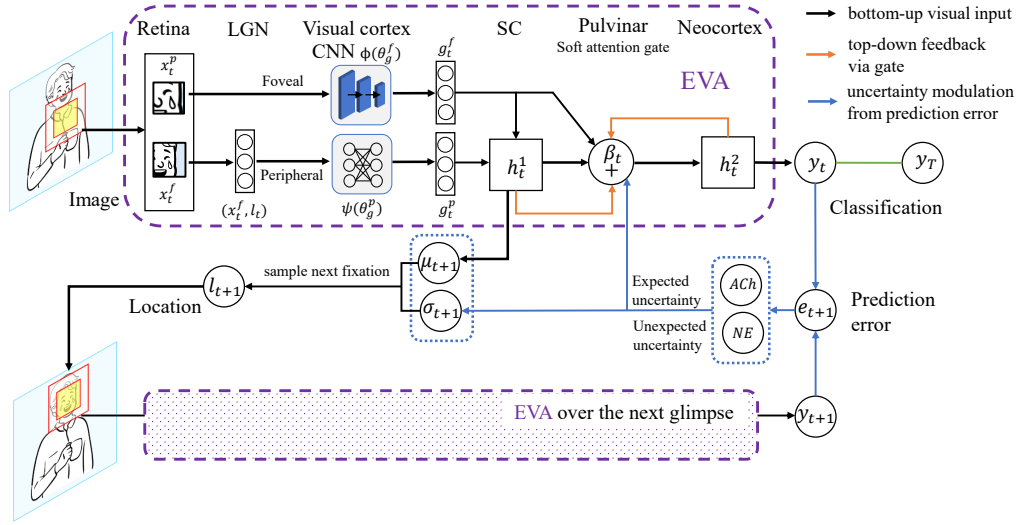 Retina
LGN
Visual cortex
CNN ϕ(θ_g^f)
SC
Pulvinar
Soft attention gate
Neocortex
EVA
bottom-up visual input
top-down feedback
via gate
uncertainty modulation
from prediction error
x_t^p
Foveal
g_t^f
x_t^f
(x_t^f, l_t)
Peripheral
ψ(θ_g^p)
g_t^p
h_t^1
β_t
+
h_t^2
y_t
y_T
Image
Classification
μ_{t+1}
σ_{t+1}
sample next fixation
l_{t+1}
Location
Expected
uncertainty
Unexpected
uncertainty
ACh
NE
e_{t+1}
Prediction
error
EVA over the next glimpse
y_{t+1}